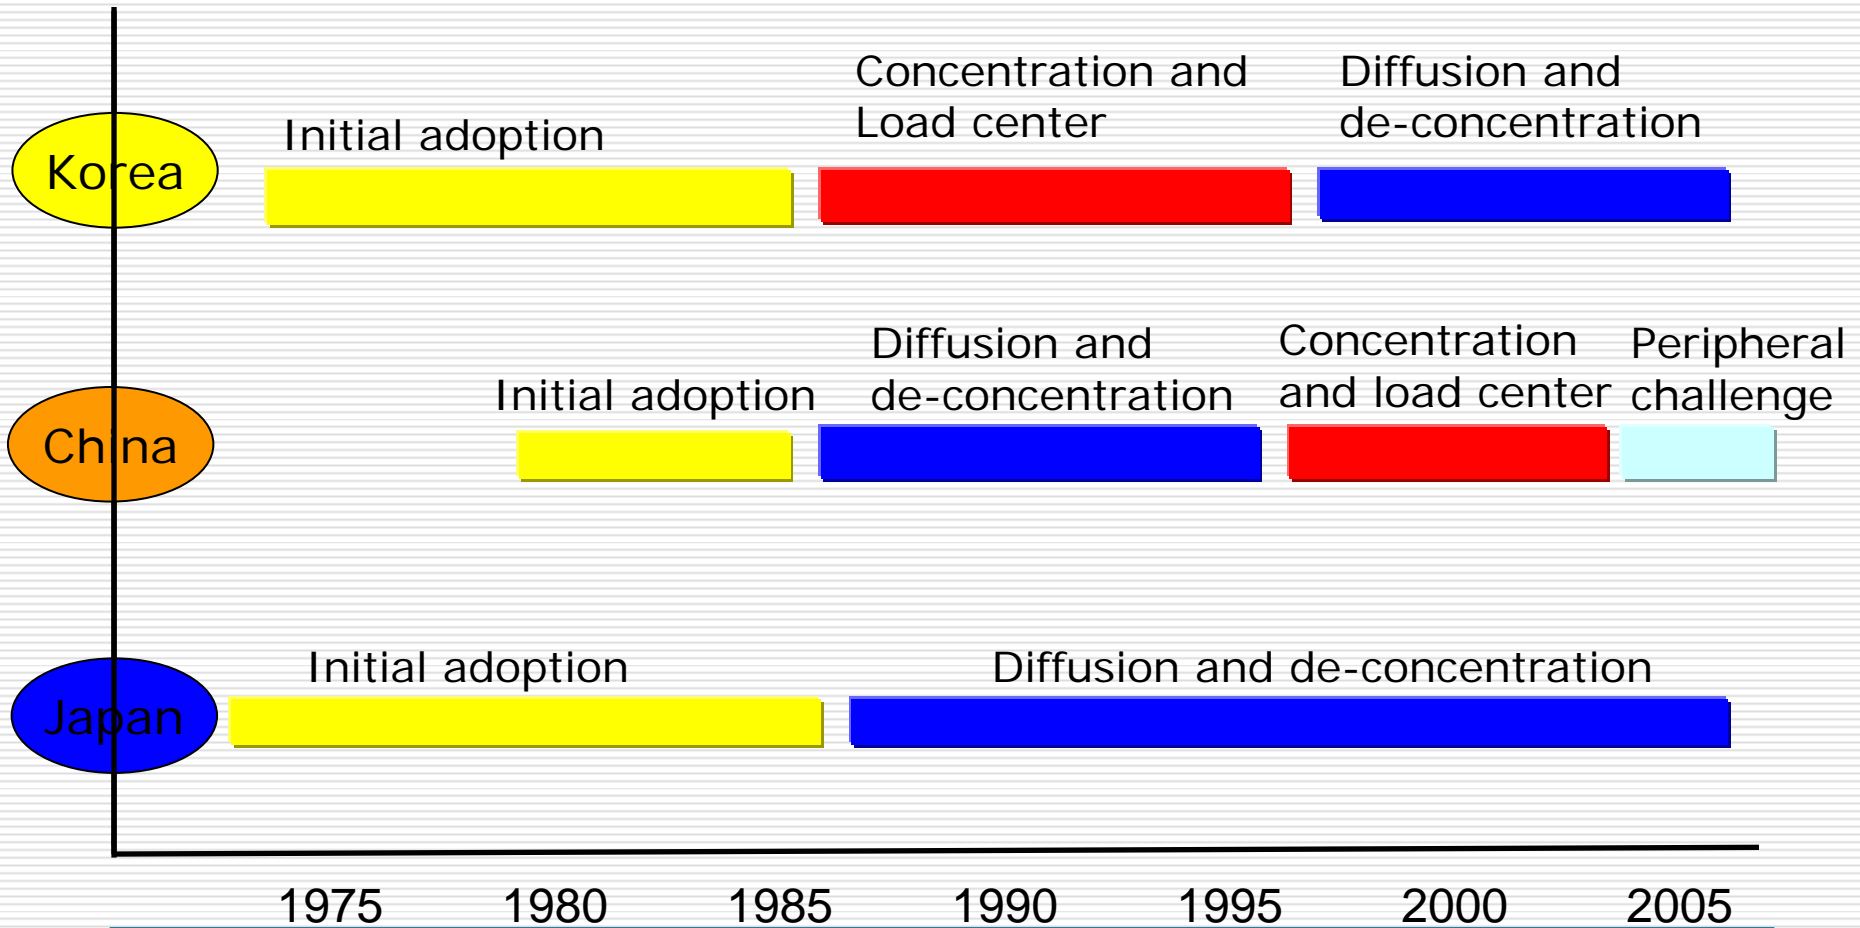 Concentration and
Load center
Diffusion and
de-concentration
Initial adoption
Korea
Diffusion and
de-concentration
Concentration
and load center
Peripheral
challenge
Initial adoption
China
Initial adoption
Diffusion and de-concentration
Japan
1975 1980 1985 1990 1995 2000 2005